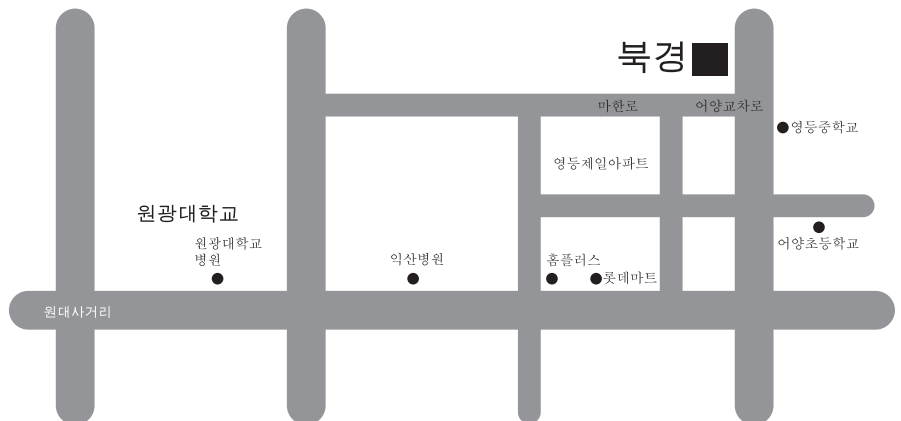 북경
마한로
어양교차로
영등중학교
영등제일아파트
원광대학교
원광대학교
병원
익산병원
홈플러스
롯데마트
어양초등학교
원대사거리